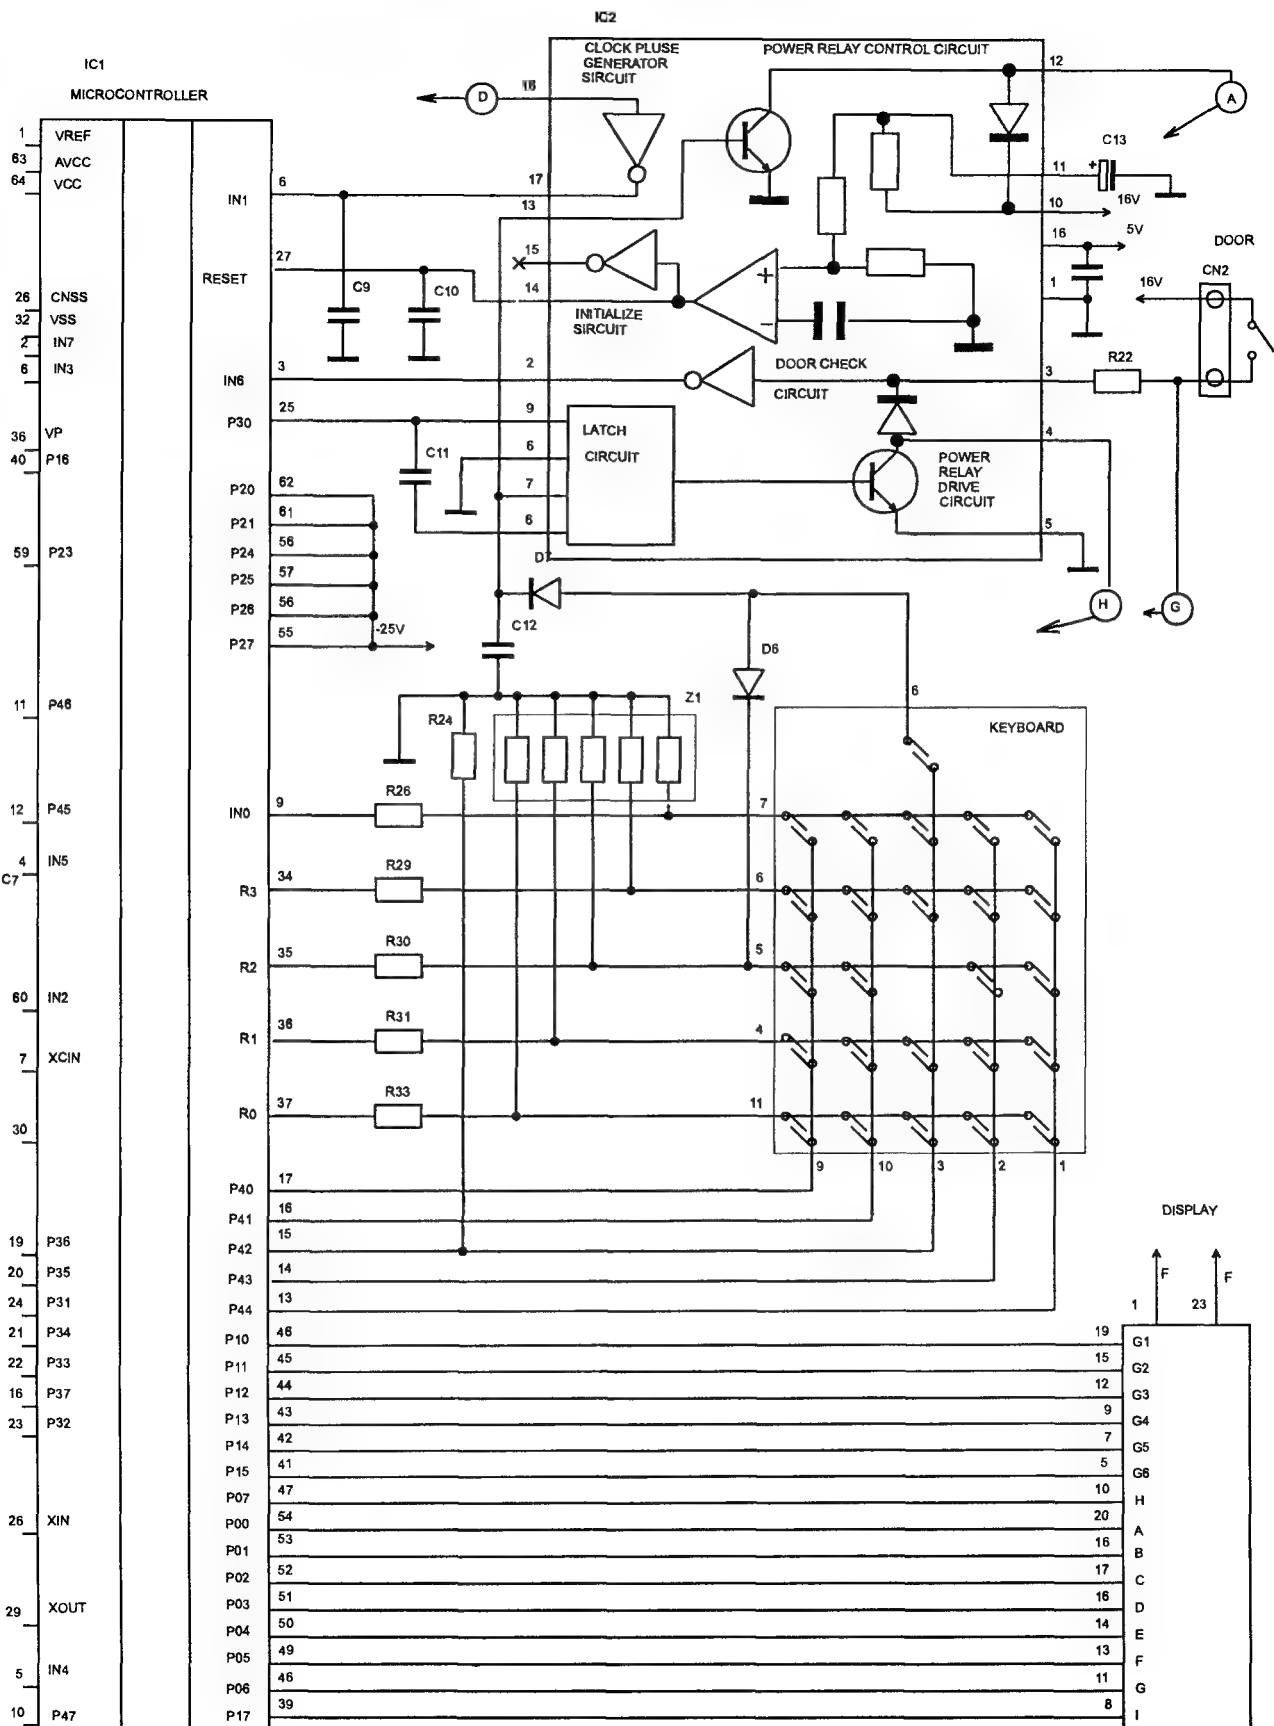 IC2
IC1
MICROCONTROLLER
CLOCK PLUSE
GENERATOR
SIRCUIT
POWER RELAY CONTROL CIRCUIT
12
A
D
18
C13
+
11
16V
10
5V
16
1
17
13
15
14
INITIALIZE
SIRCUIT
+
–
DOOR
CN2
16V
R22
3
DOOR CHECK
CIRCUIT
2
9
6
7
6
LATCH
CIRCUIT
4
POWER
RELAY
DRIVE
CIRCUIT
5
H
G
D7
C12
D6
1 VREF
63 AVCC
64 VCC
26 CNSS
32 VSS
2 IN7
6 IN3
36 VP
40 P16
59 P23
11 P46
12 P45
4 IN5
C7
60 IN2
7 XCIN
30
19 P36
20 P35
24 P31
21 P34
22 P33
16 P37
23 P32
26 XIN
29 XOUT
5 IN4
10 P47
IN1 6
C9
C10
RESET 27
IN6 3
P30 25
C11
P20 62
P21 61
P24 56
P25 57
P26 56
P27 55
-25V
R24
Z1
6
KEYBOARD
IN0 9 R26 7
R3 34 R29 6
R2 35 R30 5
R1 36 R31 4
R0 37 R33 11
9 10 3 2 1
P40 17
P41 16
P42 15
P43 14
P44 13
DISPLAY
F F
1 23
P10 46 19 G1
P11 45 15 G2
P12 44 12 G3
P13 43 9 G4
P14 42 7 G5
P15 41 5 G6
P07 47 10 H
P00 54 20 A
P01 53 16 B
P02 52 17 C
P03 51 16 D
P04 50 14 E
P05 49 13 F
P06 46 11 G
P17 39 8 I